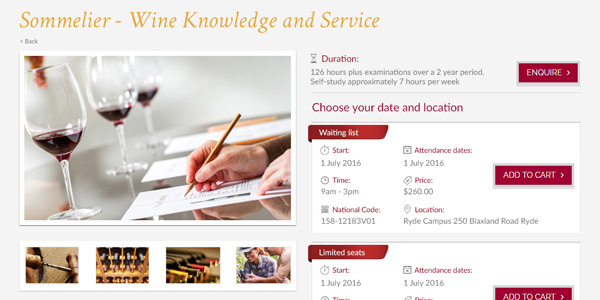 Sommelier - Wine Knowledge and Service
< Back
Duration:
126 hours plus examinations over a 2 year period.
Self-study approximately 7 hours per week
ENQUIRE >
Choose your date and location
Waiting list
Start:
1 July 2016
Attendance dates:
1 July 2016
Time:
9am - 3pm
Price:
$260.00
ADD TO CART >
National Code:
158-12183V01
Location:
Ryde Campus 250 Blaxland Road Ryde
Limited seats
Start:
1 July 2016
Attendance dates:
1 July 2016
Time:
Price:
ADD TO CART >